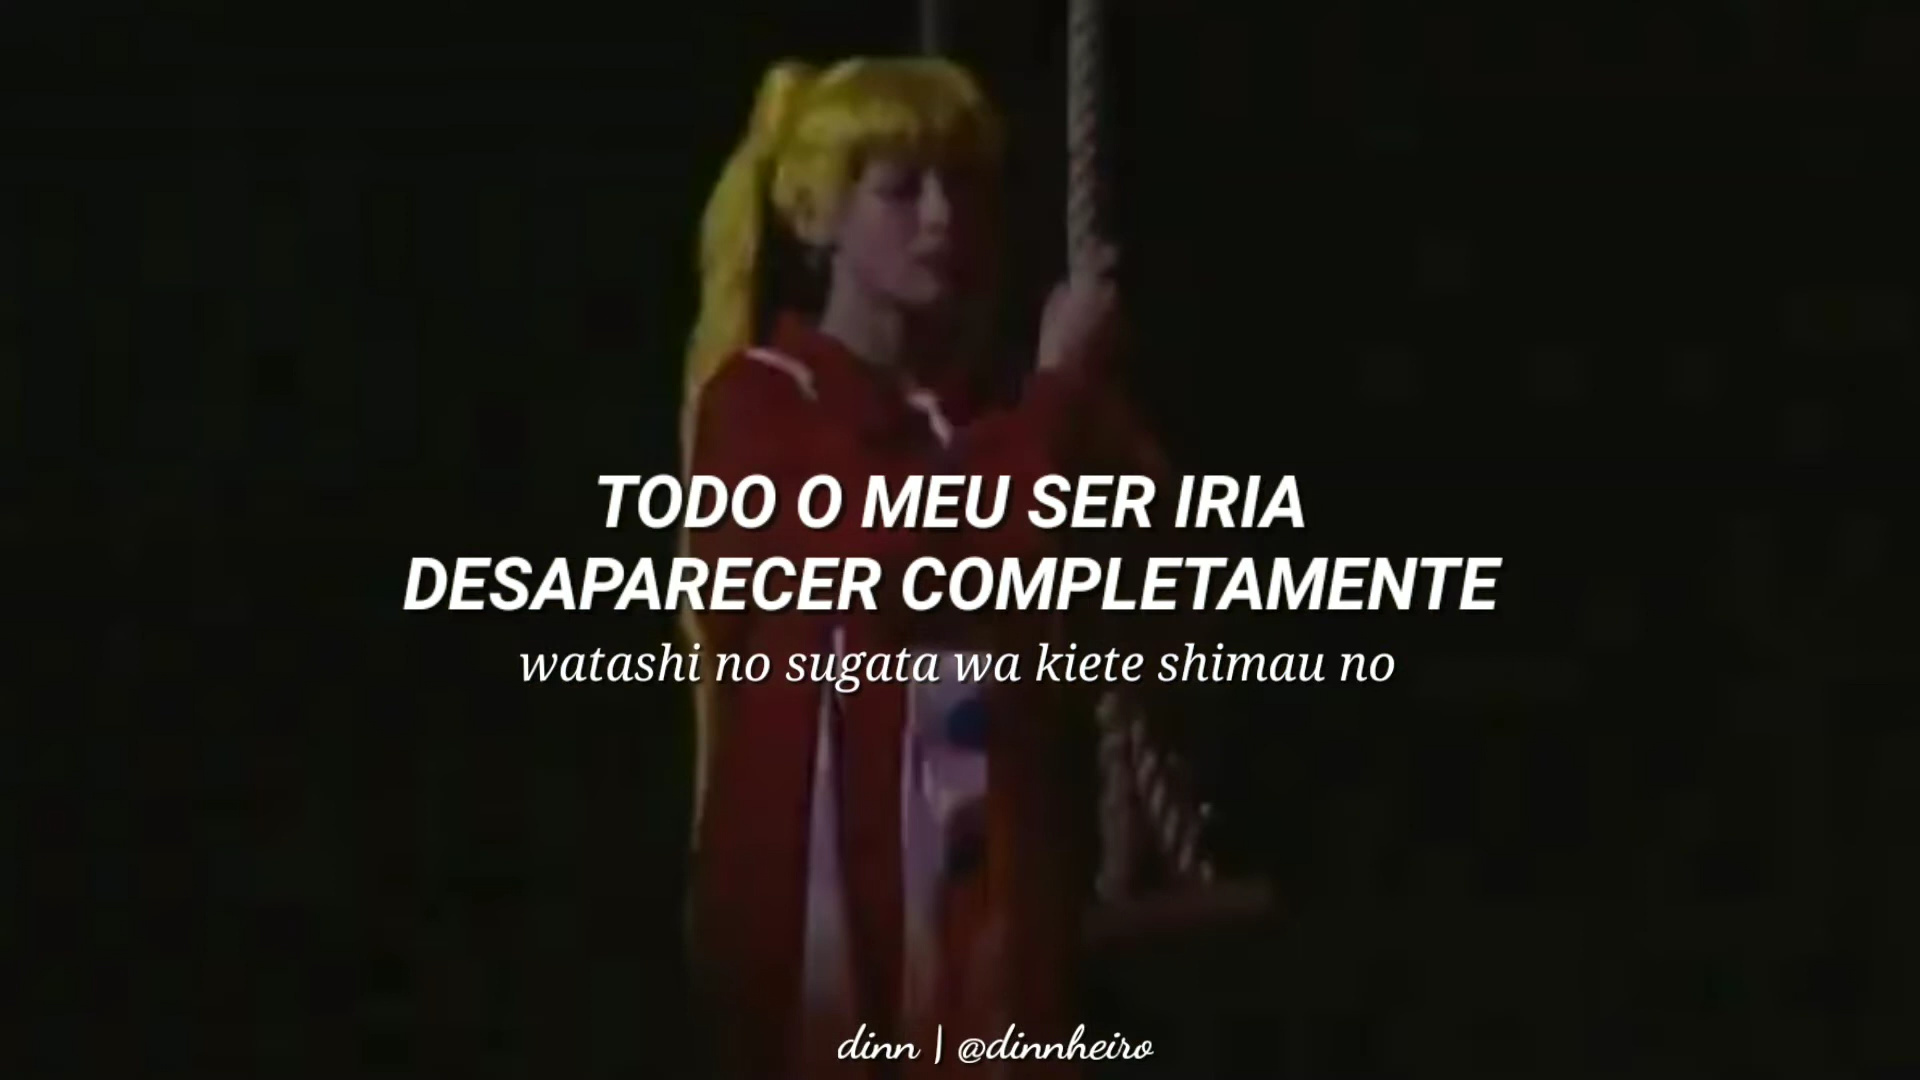 TODO O MEU SER IRIA
DESAPARECER COMPLETAMENTE
watashi no sugata wa kiete shimau no
dinn | @dinnheiro